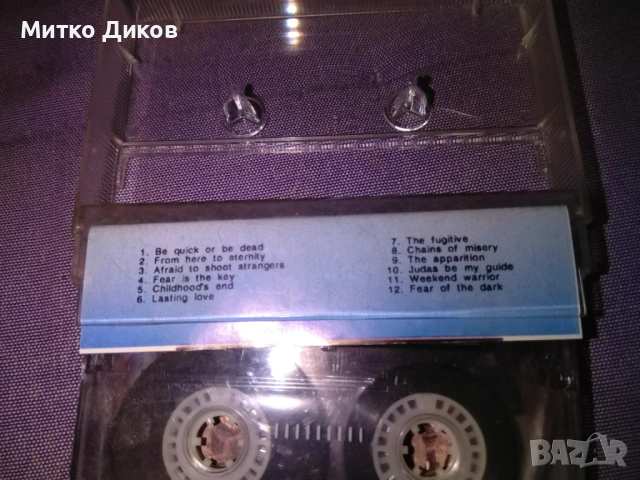 Митко Диков
1. Be quick or be dead
2. From here to eternity
3. Afraid to shoot strangers
4. Fear is the key
5. Childhood's end
6. Lasting love
7. The fugitive
8. Chains of misery
9. The apparition
10. Judas be my guide
11. Weekend warrior
12. Fear of the dark
BAZAR